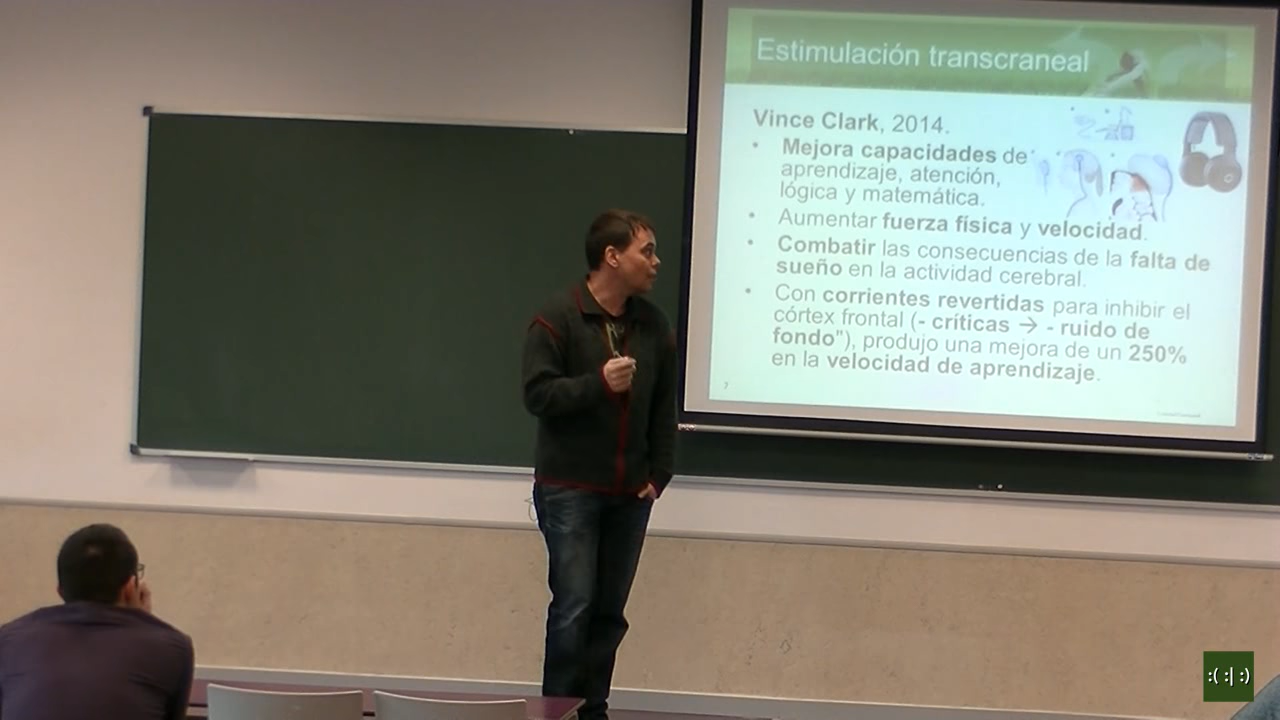 Estimulación transcraneal
Vince Clark, 2014.
• Mejora capacidades de
aprendizaje, atención,
lógica y matemática.
• Aumentar fuerza física y velocidad.
• Combatir las consecuencias de la falta de
sueño en la actividad cerebral.
• Con corrientes revertidas para inhibir el
córtex frontal (- críticas → - ruido de
fondo"), produjo una mejora de un 250%
en la velocidad de aprendizaje.
7
:( :| :)